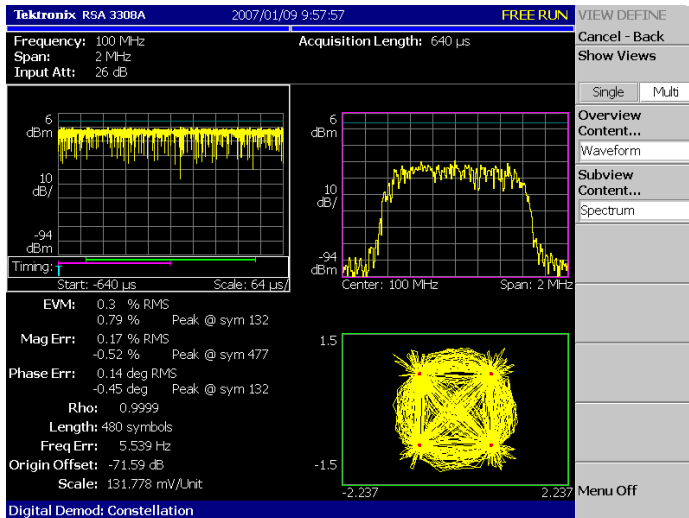 Tektronix RSA 3308A 2007/01/09 9:57:57 FREE RUN
Frequency: 100 MHz
Span: 2 MHz
Input Att: 26 dB
Acquisition Length: 640 µs
6
dBm
10
dB/
-94
dBm
Timing:
T
Start: -640 µs Scale: 64 µs/
6
dBm
10
dB/
-94
dBm
Center: 100 MHz Span: 2 MHz
EVM: 0.3 % RMS
0.79 % Peak @ sym 132
Mag Err: 0.17 % RMS
-0.52 % Peak @ sym 477
Phase Err: 0.14 deg RMS
-0.45 deg Peak @ sym 132
Rho: 0.9999
Length: 480 symbols
Freq Err: 5.539 Hz
Origin Offset: -71.59 dB
Scale: 131.778 mV/Unit
1.5
-1.5
-2.237 2.237
Digital Demod: Constellation
VIEW DEFINE
Cancel - Back
Show Views
Single Multi
Overview
Content...
Waveform
Subview
Content...
Spectrum
Menu Off